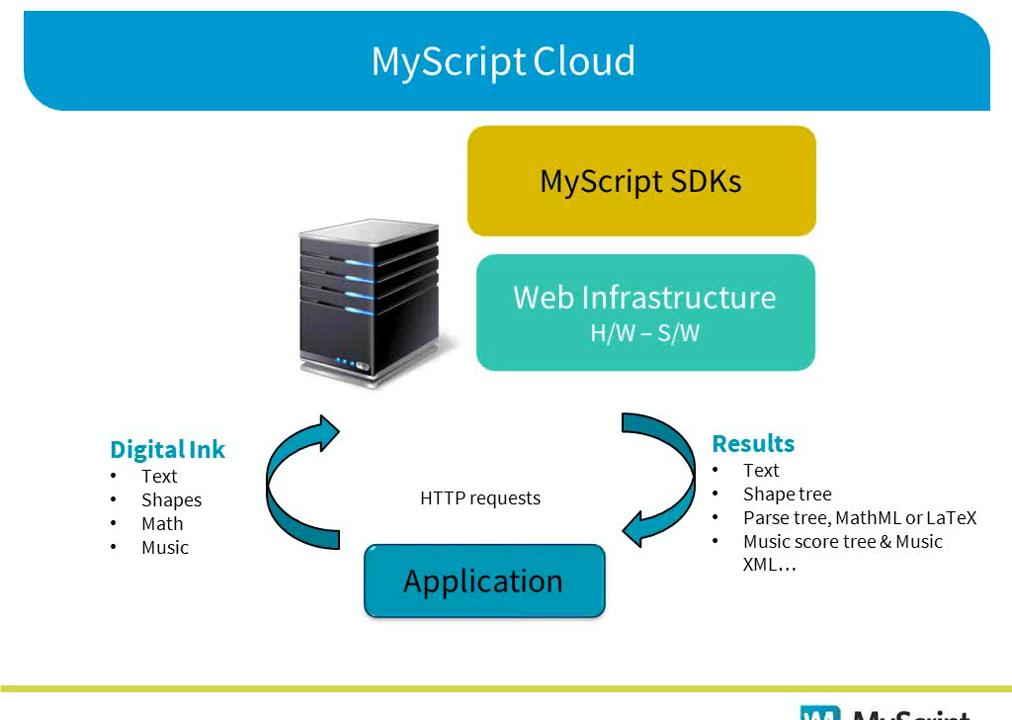 MyScript Cloud
MyScript SDKs
Web Infrastructure
H/W – S/W
Digital Ink
• Text
• Shapes
• Math
• Music
HTTP requests
Results
• Text
• Shape tree
• Parse tree, MathML or LaTeX
• Music score tree & Music
XML...
Application
MyScript